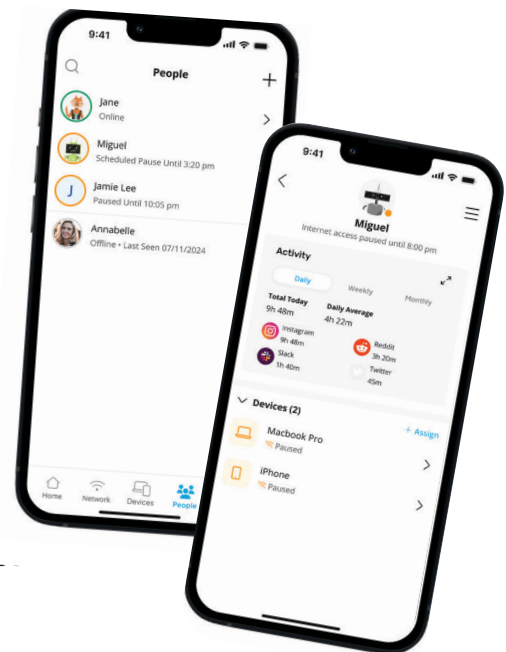 9:41
People
Jane
Online
Miguel
Scheduled Pause Until 3:20 pm
J
Jamie Lee
Paused Until 10:05 pm
Annabelle
Offline • Last Seen 07/11/2024
Home
Network
Devices
People
9:41
Miguel
Internet access paused until 8:00 pm
Activity
Daily Weekly Monthly
Total Today Daily Average
9h 48m 4h 22m
Instagram Reddit
9h 48m 3h 20m
Slack Twitter
1h 40m 45m
Devices (2) + Assign
Macbook Pro
Paused
iPhone
Paused